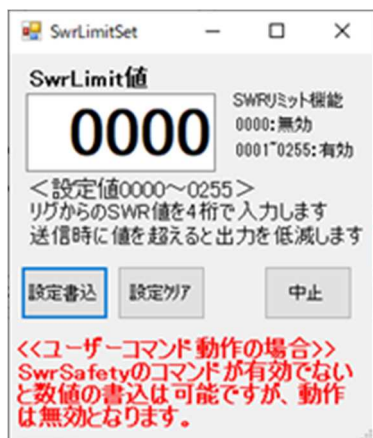 SwrLimitSet
SwrLimit値
0000
SWRリミット機能
0000:無効
0001~0255:有効
＜設定値0000～0255＞
リグからのSWR値を4桁で入力します
送信時に値を超えると出力を低減します
設定書込
設定クリア
中止
<<ユーザーコマンド動作の場合>>
SwrSafetyのコマンドが有効でない
と数値の書込は可能ですが、動作
は無効となります。